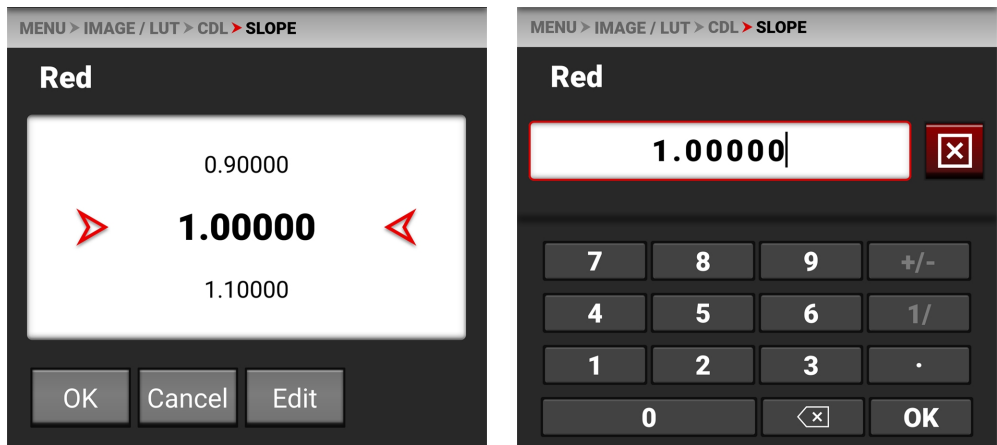 MENU > IMAGE / LUT > CDL > SLOPE
Red
0.90000
1.00000
1.10000
OK Cancel Edit
MENU > IMAGE / LUT > CDL > SLOPE
Red
1.00000
7 8 9 +/-
4 5 6 1/
1 2 3 .
0 OK